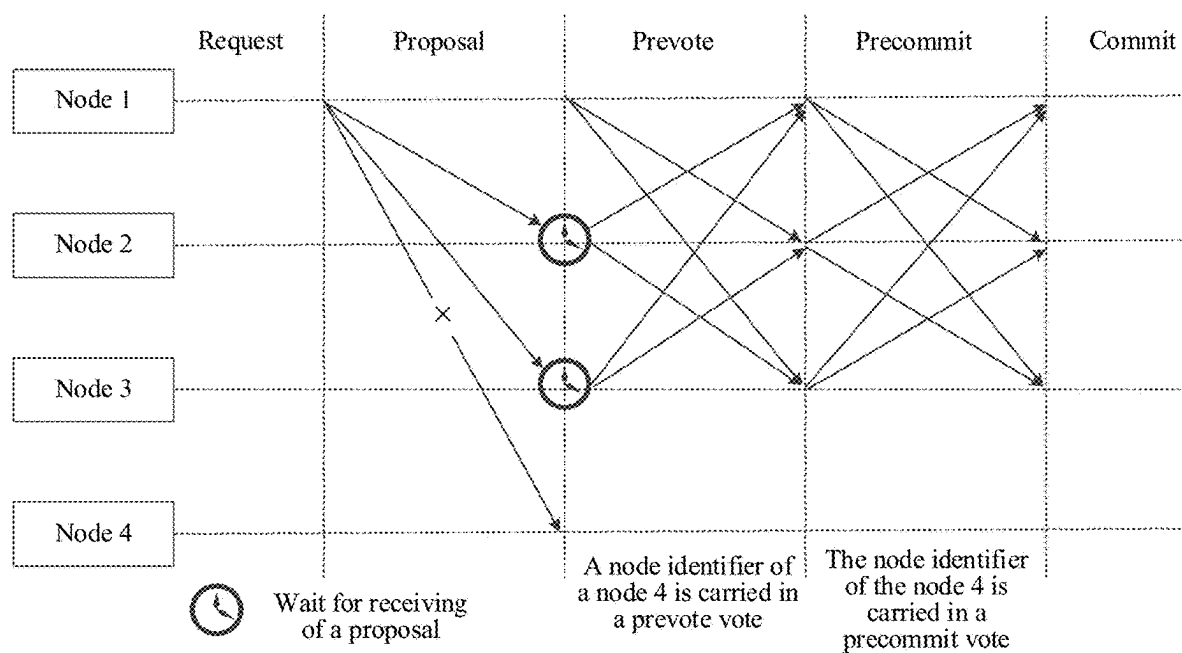 Request Proposal Prevote Precommit Commit
Node 1
Node 2
Node 3
Node 4
Wait for receiving
of a proposal
A node identifier of
a node 4 is carried in
a prevote vote
The node identifier
of the node 4 is
carried in a
precommit vote